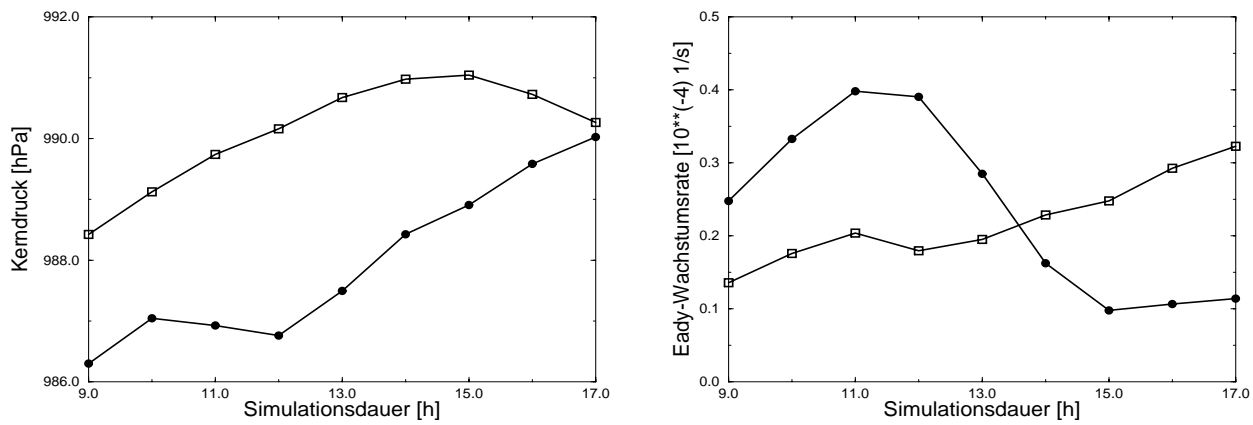 992.0
990.0
988.0
986.0
Kerndruck [hPa]
9.0 11.0 13.0 15.0 17.0
Simulationsdauer [h]
0.5
0.4
0.3
0.2
0.1
0.0
Eady-Wachstumsrate [10**(-4) 1/s]
9.0 11.0 13.0 15.0 17.0
Simulationsdauer [h]